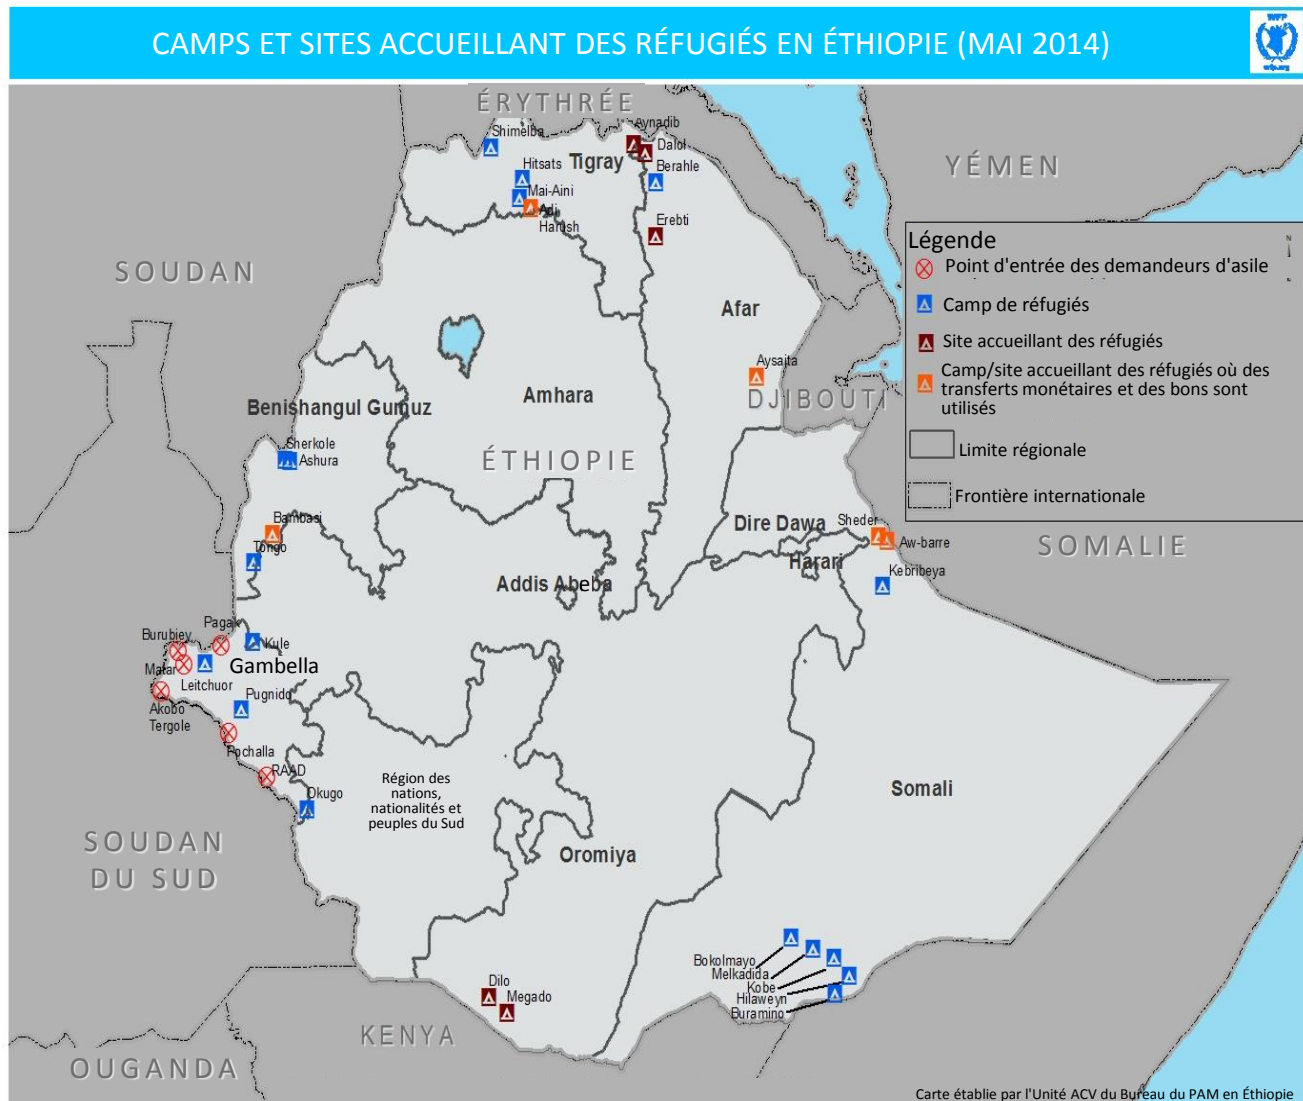 CAMPS ET SITES ACCUEILLANT DES RÉFUGIÉS EN ÉTHIOPIE (MAI 2014)
WFP
wfp.org
ÉRYTHRÉE
Shimelba
Aynadib
Tigray
Dalol
Hitsats
Berahle
Mai-Aini
Adi
Harush
Erebti
YÉMEN
SOUDAN
Afar
Aysaita
DJIBOUTI
Amhara
Benishangul Gumuz
Sherkole
Ashura
ÉTHIOPIE
Bambasi
Tongo
Dire Dawa
Sheder
Aw-barre
Harari
Kebribeya
SOMALIE
Addis Abeba
Pagak
Burubiey
Kule
Matar
Gambella
Leitchuor
Pugnido
Akobo
Tergole
Pochalla
RAAD
Okugo
Région des
nations,
nationalités et
peuples du Sud
Somali
SOUDAN
DU SUD
Oromiya
Bokolmayo
Melkadida
Kobe
Hilaweyn
Buramino
Dilo
Megado
KENYA
OUGANDA
Légende
N
Point d'entrée des demandeurs d'asile
Camp de réfugiés
Site accueillant des réfugiés
Camp/site accueillant des réfugiés où des
transferts monétaires et des bons sont
utilisés
Limite régionale
Frontière internationale
Carte établie par l'Unité ACV du Bureau du PAM en Éthiopie